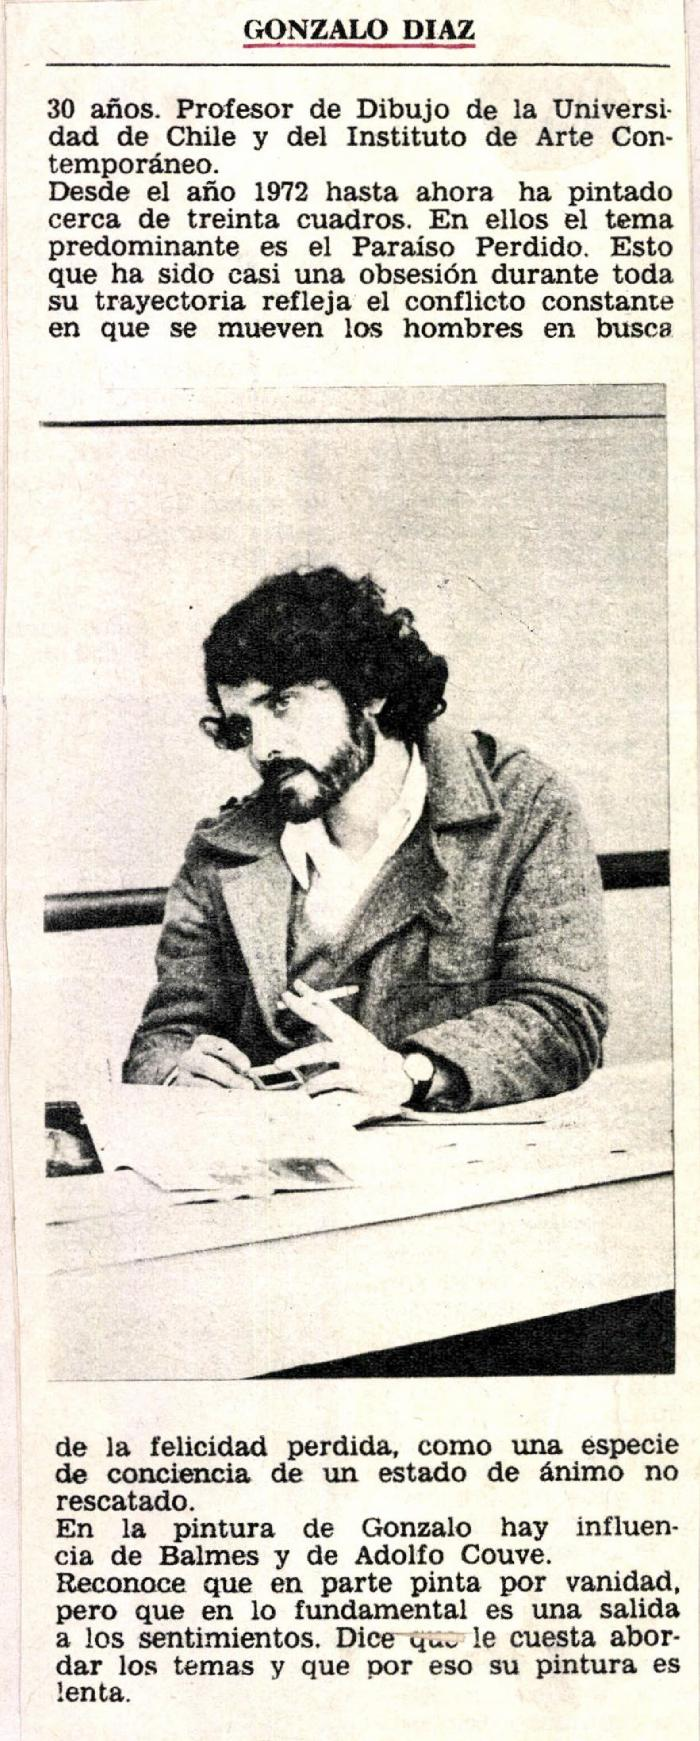 GONZALO DIAZ
30 años. Profesor de Dibujo de la Universi-
dad de Chile y del Instituto de Arte Con-
temporáneo.
Desde el año 1972 hasta ahora ha pintado
cerca de treinta cuadros. En ellos el tema
predominante es el Paraíso Perdido. Esto
que ha sido casi una obsesión durante toda
su trayectoria refleja el conflicto constante
en que se mueven los hombres en busca
de la felicidad perdida, como una especie
de conciencia de un estado de ánimo no
rescatado.
En la pintura de Gonzalo hay influen-
cia de Balmes y de Adolfo Couve.
Reconoce que en parte pinta por vanidad,
pero que en lo fundamental es una salida
a los sentimientos. Dice que le cuesta abor-
dar los temas y que por eso su pintura es
lenta.